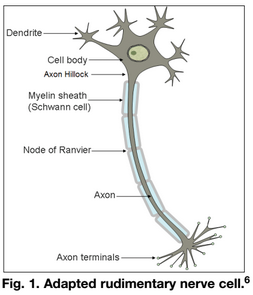 Dendrite
Cell body
Axon Hillock
Myelin sheath
(Schwann cell)
Node of Ranvier
Axon
Axon terminals
Fig. 1. Adapted rudimentary nerve cell.6